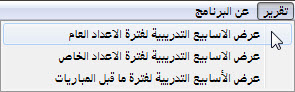 تقرير عن البرنامج
عرض الاسابيع التدريبية لفترة الاعداد العام
عرض الاسابيع التدريبية لفترة الاعداد الخاص
عرض الأسابيع التدريبية لفترة ما قبل المباريات